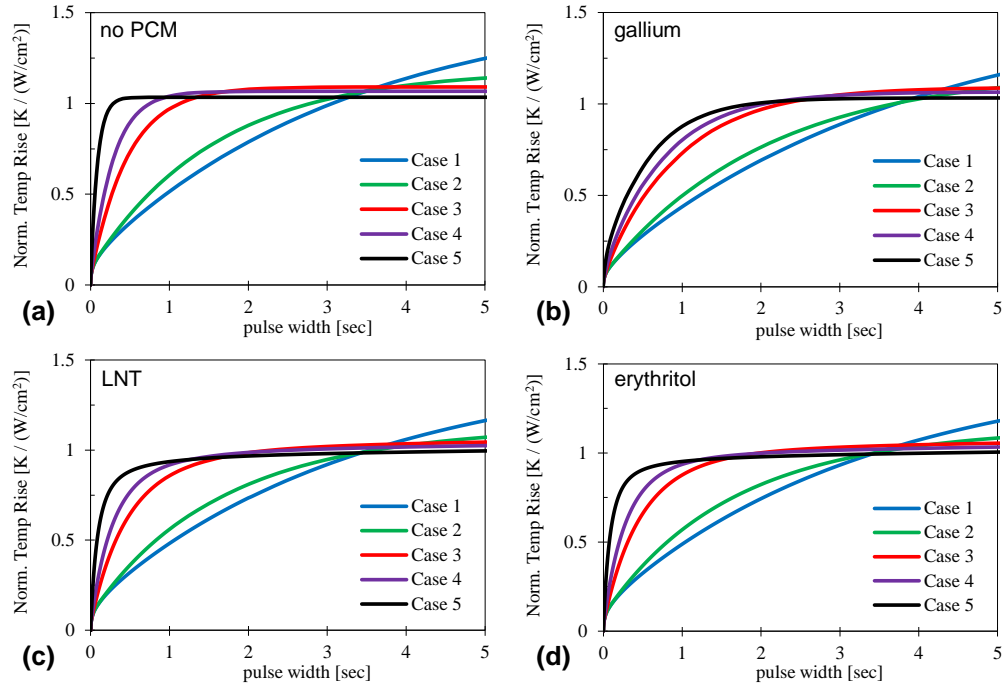 no PCM
1.5
1
0.5
0
Norm. Temp Rise [K / (W/cm²)]
Case 1
Case 2
Case 3
Case 4
Case 5
0 1 2 3 4 5
pulse width [sec]
(a)
gallium
1.5
1
0.5
0
Norm. Temp Rise [K / (W/cm²)]
Case 1
Case 2
Case 3
Case 4
Case 5
0 1 2 3 4 5
pulse width [sec]
(b)
LNT
1.5
1
0.5
0
Norm. Temp Rise [K / (W/cm²)]
Case 1
Case 2
Case 3
Case 4
Case 5
0 1 2 3 4 5
pulse width [sec]
(c)
erythritol
1.5
1
0.5
0
Norm. Temp Rise [K / (W/cm²)]
Case 1
Case 2
Case 3
Case 4
Case 5
0 1 2 3 4 5
pulse width [sec]
(d)